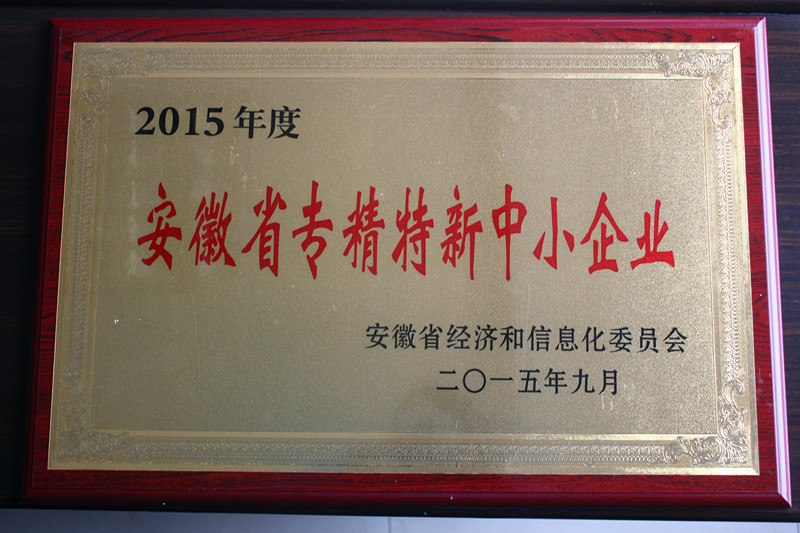 2015年度
安徽省专精特新中小企业
安徽省经济和信息化委员会
二〇一五年九月